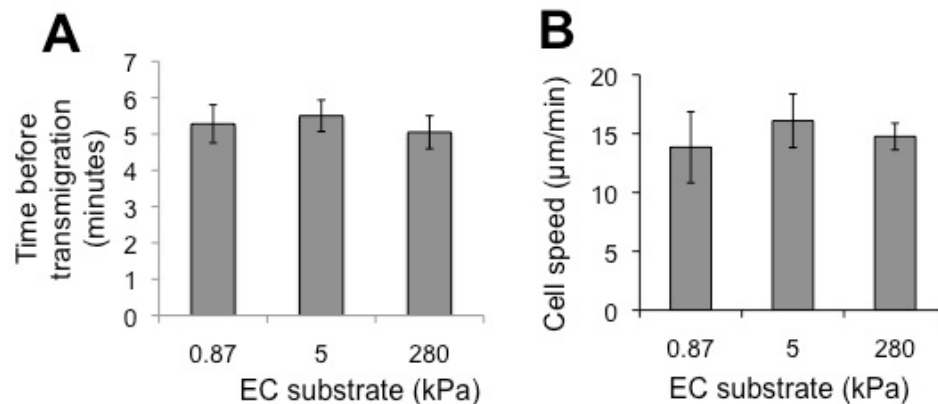 A
Time before
transmigration
(minutes)
7
6
5
4
3
2
1
0
0.87 5 280
EC substrate (kPa)
B
Cell speed (μm/min)
20
15
10
5
0
0.87 5 280
EC substrate (kPa)